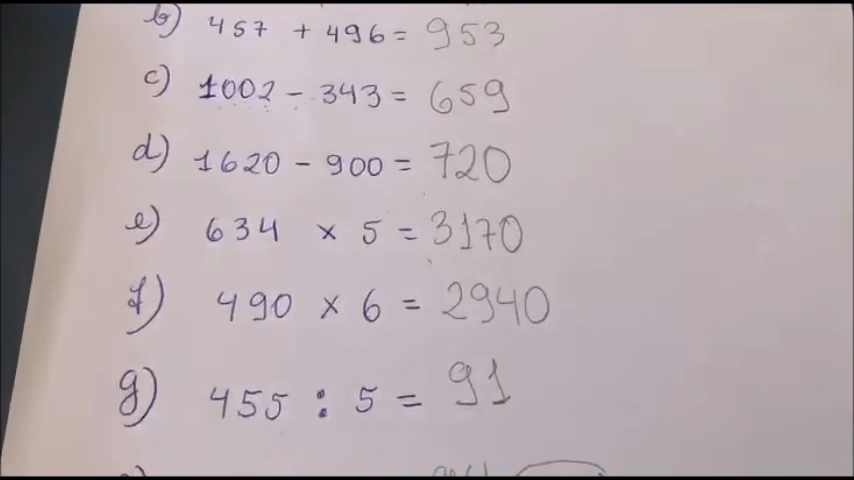 b) 457 + 496 = 953
c) 1002 - 343 = 659
d) 1620 - 900 = 720
e) 634 × 5 = 3170
f) 490 × 6 = 2940
g) 455 : 5 = 91